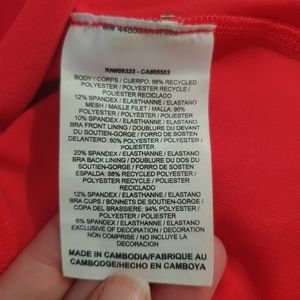 RN#56323 - CA#05553
BODY / CORPS / CUERPO: 88% RECYCLED
POLYESTER / POLYESTER RECYCLE /
POLIESTER RECICLADO
12% SPANDEX / ELASTHANNE / ELASTANO
MESH / MAILLE FILET / MALLA: 90%
POLYESTER / POLYESTER / POLIESTER
10% SPANDEX / ELASTHANNE / ELASTANO
BRA FRONT LINING / DOUBLURE DU DEVANT
DU SOUTIEN-GORGE / FORRO DE SOSTEN
DELANTERO: 80% POLYESTER / POLYESTER /
POLIESTER
20% SPANDEX / ELASTHANNE / ELASTANO
BRA BACK LINING / DOUBLURE DU DOS DU
SOUTIEN-GORGE / FORRO DE SOSTEN
ESPALDA: 88% RECYCLED POLYESTER /
POLYESTER RECYCLE / POLIESTER
RECICLADO
12% SPANDEX / ELASTHANNE / ELASTANO
BRA CUPS / BONNETS DE SOUTIEN-GORGE /
COPA DEL BRASSIERE: 94% POLYESTER /
POLYESTER / POLIESTER
6% SPANDEX / ELASTHANNE / ELASTANO
EXCLUSIVE OF DECORATION / DECORATION
NON COMPRISE / NO INCLUYE LA
DECORACION
MADE IN CAMBODIA/FABRIQUE AU
CAMBODGE/HECHO EN CAMBOYA